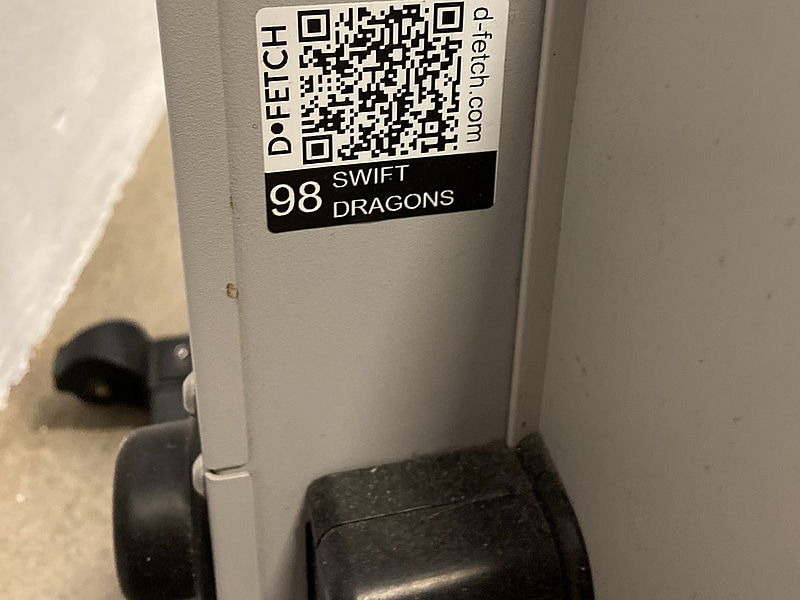 D•FETCH
d-fetch.com
98
SWIFT
DRAGONS